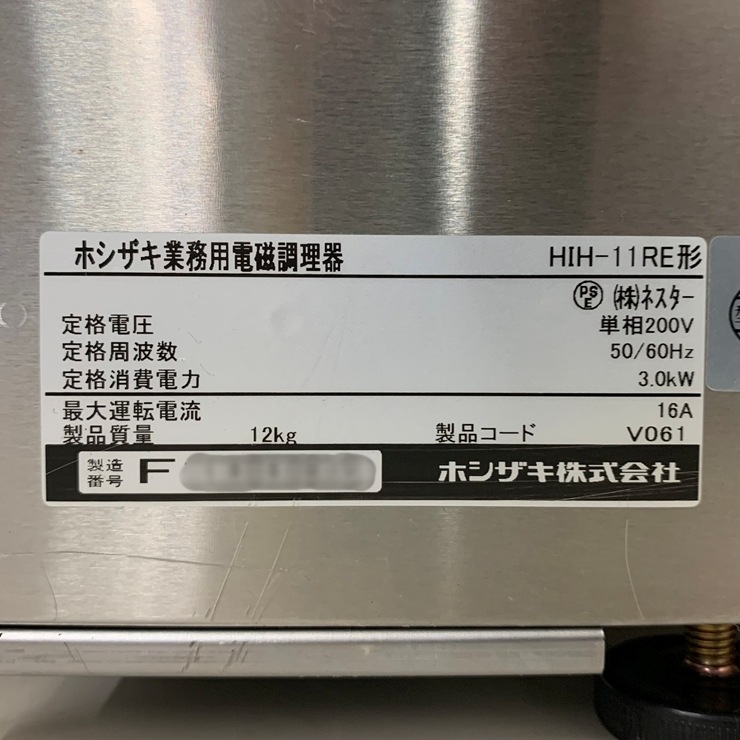 ホシザキ業務用電磁調理器 HIH-11RE形
PSE (株)ネスター
定格電圧 単相200V
定格周波数 50/60Hz
定格消費電力 3.0kW
最大運転電流 16A
製品質量 12kg 製品コード V061
製造番号 F ホシザキ株式会社